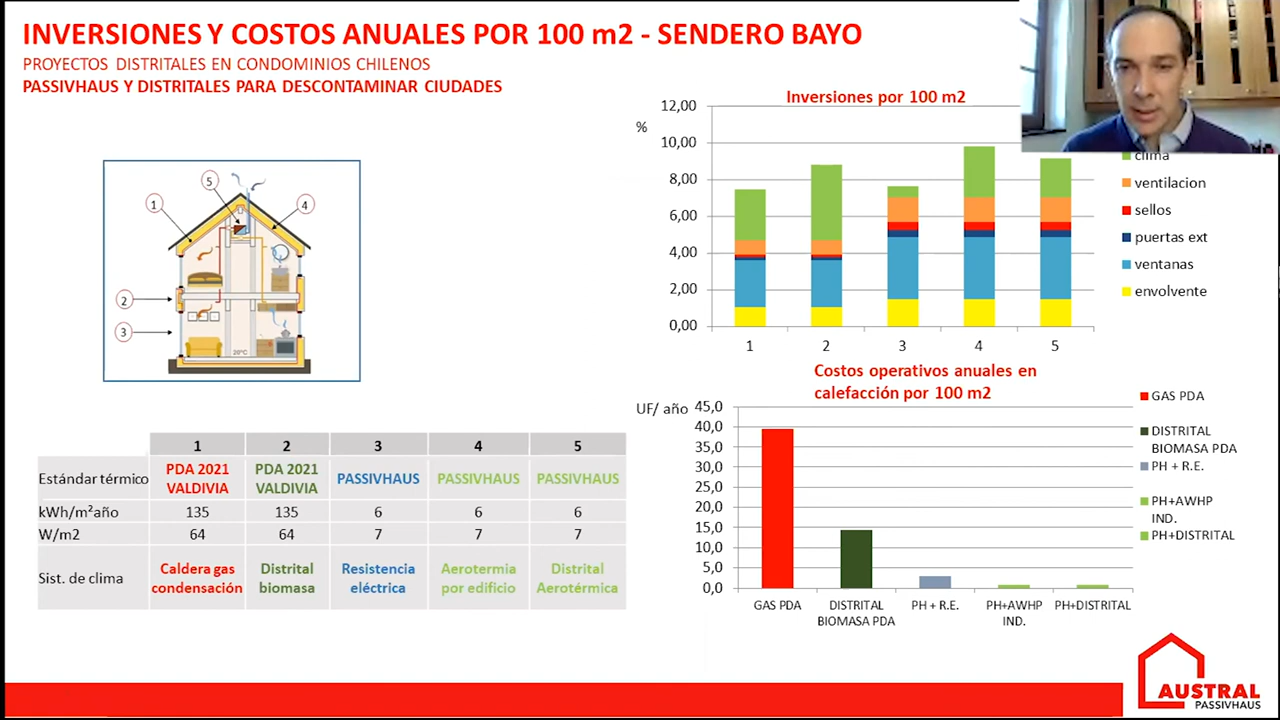 INVERSIONES Y COSTOS ANUALES POR 100 m2 - SENDERO BAYO
PROYECTOS DISTRITALES EN CONDOMINIOS CHILENOS
PASSIVHAUS Y DISTRITALES PARA DESCONTAMINAR CIUDADES
5
1
4
2
3
20°C
Inversiones por 100 m2
%
12,00
10,00
8,00
6,00
4,00
2,00
0,00
1 2 3 4 5
clima
ventilacion
sellos
puertas ext
ventanas
envolvente
Costos operativos anuales en
calefacción por 100 m2
UF/ año
45,0
40,0
35,0
30,0
25,0
20,0
15,0
10,0
5,0
0,0
GAS PDA DISTRITAL PH + R.E. PH+AWHP PH+DISTRITAL
BIOMASA PDA IND.
GAS PDA
DISTRITAL
BIOMASA PDA
PH + R.E.
PH+AWHP
IND.
PH+DISTRITAL
1 2 3 4 5
Estándar térmico PDA 2021 PDA 2021 PASSIVHAUS PASSIVHAUS PASSIVHAUS
VALDIVIA VALDIVIA
kWh/m²año 135 135 6 6 6
W/m2 64 64 7 7 7
Sist. de clima Caldera gas Distrital Resistencia Aerotermia Distrital
condensación biomasa eléctrica por edificio Aerotérmica
AUSTRAL
PASSIVHAUS